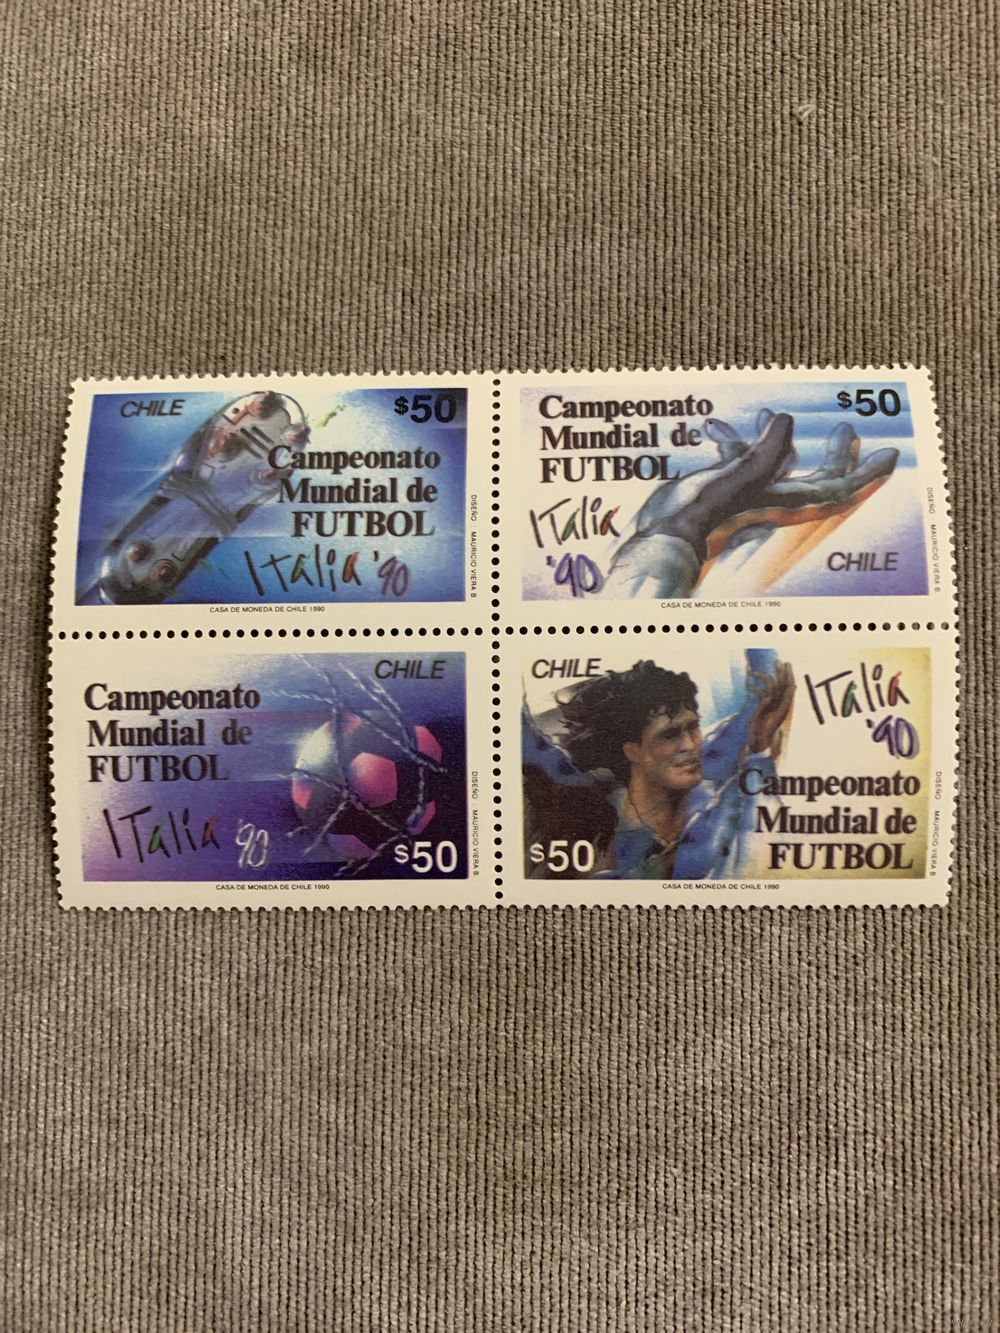 CHILE
$50
Campeonato
Mundial de
FUTBOL
Italia '90
DISEÑO : MAURICIO VIERA B
CASA DE MONEDA DE CHILE 1990
$50
Campeonato
Mundial de
FUTBOL
Italia
'90
CHILE
DISEÑO : MAURICIO VIERA B
CASA DE MONEDA DE CHILE 1990
CHILE
Campeonato
Mundial de
FUTBOL
Italia '90
$50
DISEÑO : MAURICIO VIERA B
CASA DE MONEDA DE CHILE 1990
CHILE
Italia
'90
Campeonato
Mundial de
FUTBOL
$50
DISEÑO : MAURICIO VIERA B
CASA DE MONEDA DE CHILE 1990